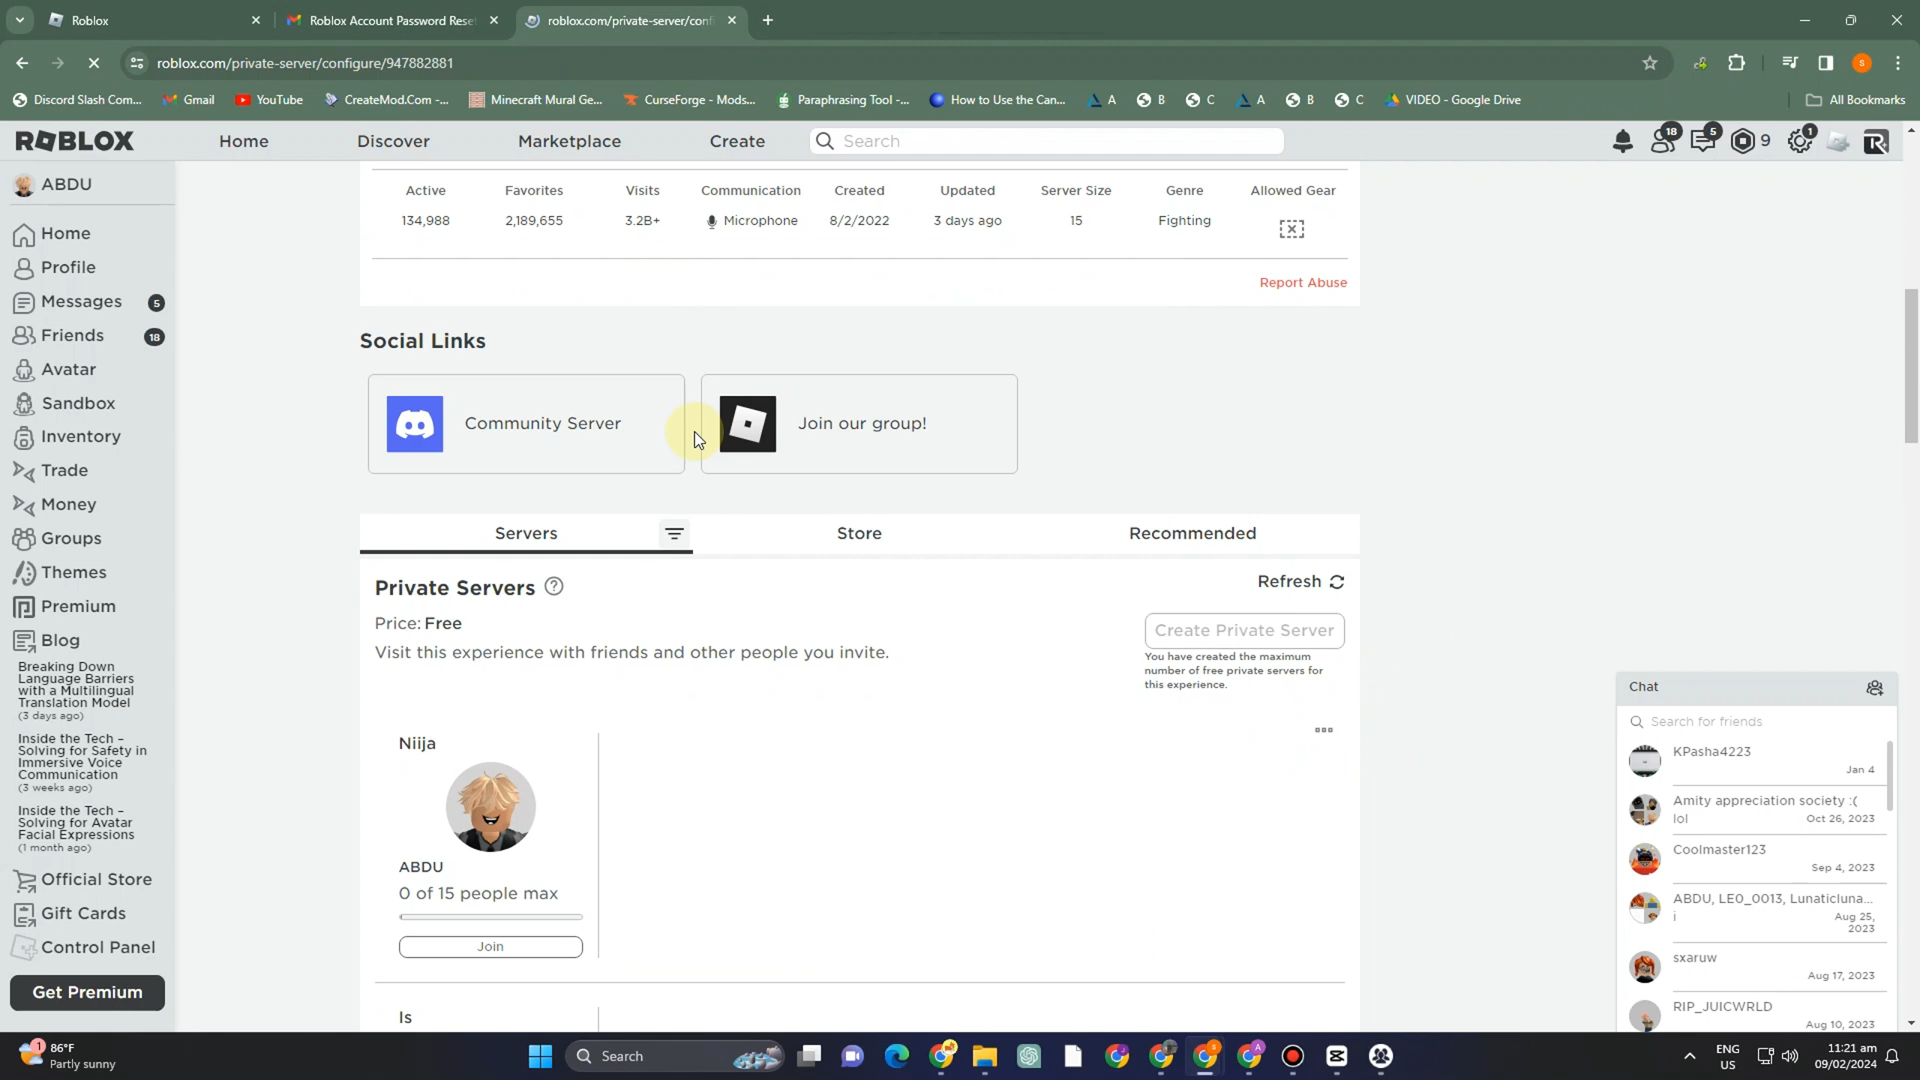 Roblox
Roblox Account Password Rese
roblox.com/private-server/conf
roblox.com/private-server/configure/947882881
S
Discord Slash Com...
Gmail
YouTube
CreateMod.Com -...
Minecraft Mural Ge...
CurseForge - Mods...
Paraphrasing Tool -...
How to Use the Can...
A
B
C
A
B
C
VIDEO - Google Drive
All Bookmarks
ROBLOX
Home
Discover
Marketplace
Create
Search
18
5
9
1
ABDU
Home
Profile
Messages 5
Friends 18
Avatar
Sandbox
Inventory
Trade
Money
Groups
Themes
Premium
Blog
Breaking Down
Language Barriers
with a Multilingual
Translation Model
(3 days ago)
Inside the Tech -
Solving for Safety in
Immersive Voice
Communication
(3 weeks ago)
Inside the Tech -
Solving for Avatar
Facial Expressions
(1 month ago)
Official Store
Gift Cards
Control Panel
Get Premium
Active Favorites Visits Communication Created Updated Server Size Genre Allowed Gear
134,988 2,189,655 3.2B+ Microphone 8/2/2022 3 days ago 15 Fighting
Report Abuse
Social Links
Community Server
Join our group!
Servers
Store
Recommended
Private Servers ?
Refresh
Price: Free
Create Private Server
Visit this experience with friends and other people you invite.
You have created the maximum
number of free private servers for
this experience.
Niija
ABDU
0 of 15 people max
Join
Is
Chat
Search for friends
KPasha4223
Jan 4
Amity appreciation society :(
lol Oct 26, 2023
Coolmaster123
Sep 4, 2023
ABDU, LE0_0013, Lunaticluna...
i Aug 25,
2023
sxaruw
Aug 17, 2023
RIP_JUICWRLD
Aug 10, 2023
1
86°F
Partly sunny
Search
J
S
A
ENG
US
11:21 am
09/02/2024